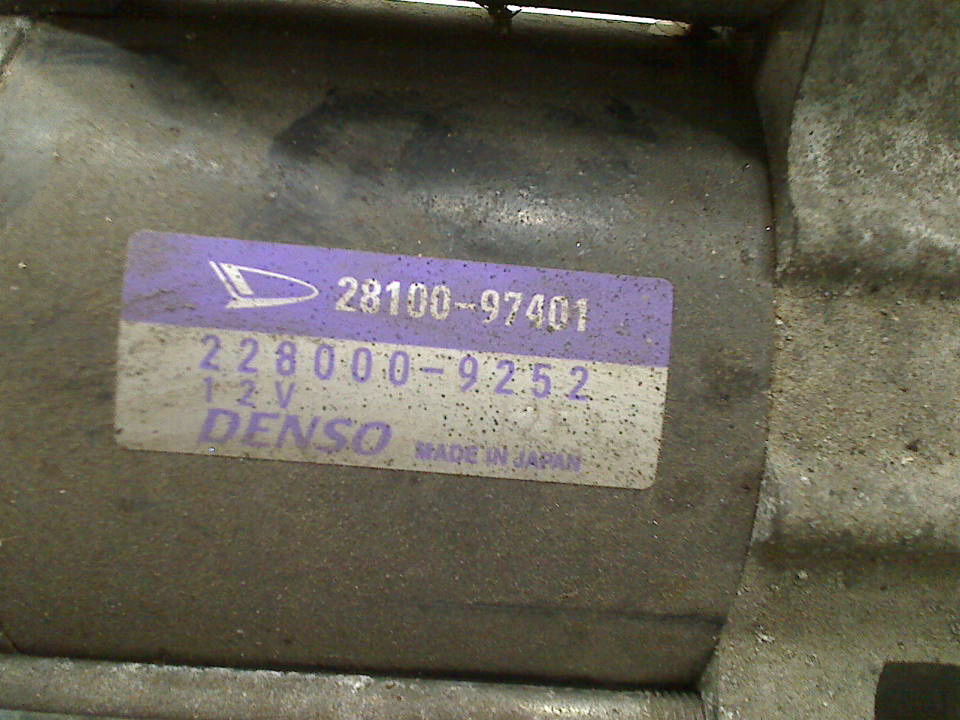 28100-97401
228000-9252
12V
DENSO MADE IN JAPAN